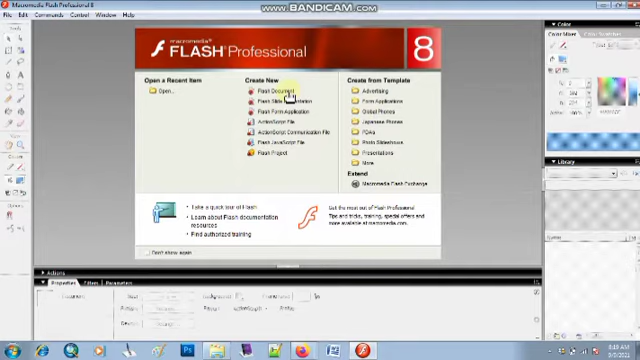 Macromedia Flash Professional 8
www.BANDICAM.com
File Edit Commands Control Window Help
Tools
macromedia
FLASH Professional 8
Open a Recent Item
Open...
Create New
Flash Document
Flash Slide Presentation
Flash Form Application
ActionScript File
ActionScript Communication File
Flash JavaScript File
Flash Project
Create from Template
Advertising
Form Applications
Global Phones
Japanese Phones
PDAs
Photo Slideshows
Presentations
More
Extend
Macromedia Flash Exchange
Take a quick tour of Flash
Learn about Flash documentation
resources
Find authorized training
Get the most out of Flash Professional
Tips and tricks, training, special offers and
more available at macromedia.com.
Don't show again
Color
Color Mixer
Library
Actions
Properties Filters Parameters
Document